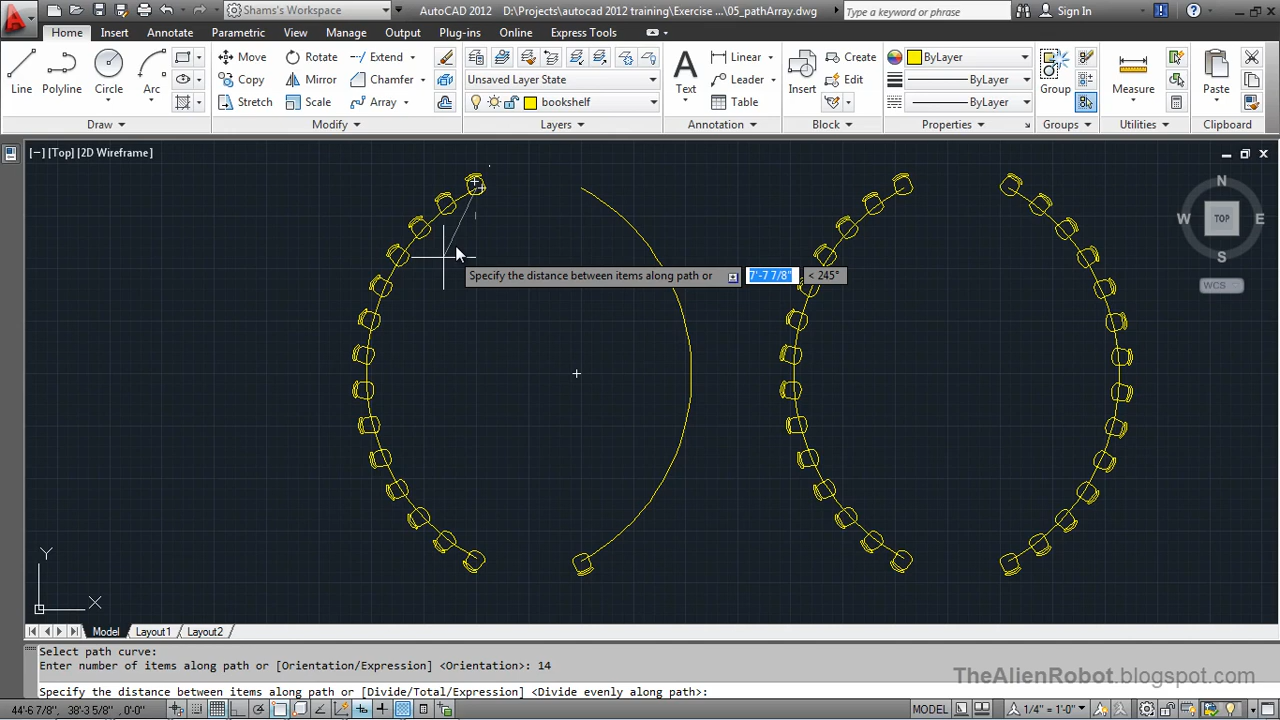 Shams's Workspace
AutoCAD 2012 D:\Projects\autocad 2012 training\Exercise ...\05_pathArray.dwg
Type a keyword or phrase
Sign In
Home Insert Annotate Parametric View Manage Output Plug-ins Online Express Tools
Line
Polyline
Circle
Arc
Move
Copy
Stretch
Rotate
Mirror
Scale
Extend
Chamfer
Array
Unsaved Layer State
bookshelf
Text
Linear
Leader
Table
Insert
Create
Edit
ByLayer
ByLayer
ByLayer
Group
Measure
Paste
Draw
Modify
Layers
Annotation
Block
Properties
Groups
Utilities
Clipboard
[−] [Top] [2D Wireframe]
N
W TOP E
S
WCS
Specify the distance between items along path or 7'-7 7/8" < 245°
Y
X
Model Layout1 Layout2
Select path curve:
Enter number of items along path or [Orientation/Expression] <Orientation>: 14
TheAlienRobot.blogspot.com
Specify the distance between items along path or [Divide/Total/Expression] <Divide evenly along path>:
44'-6 7/8", 38'-3 5/8" , 0'-0"
MODEL
1/4" = 1'-0"